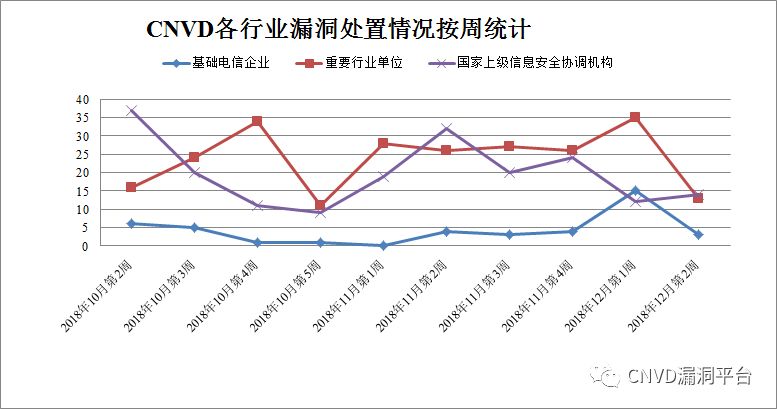 CNVD各行业漏洞处置情况按周统计
基础电信企业 重要行业单位 国家上级信息安全协调机构
40
35
30
25
20
15
10
5
0
2018年10月第2周
2018年10月第3周
2018年10月第4周
2018年10月第5周
2018年11月第1周
2018年11月第2周
2018年11月第3周
2018年11月第4周
2018年12月第1周
2018年12月第2周
CNVD漏洞平台